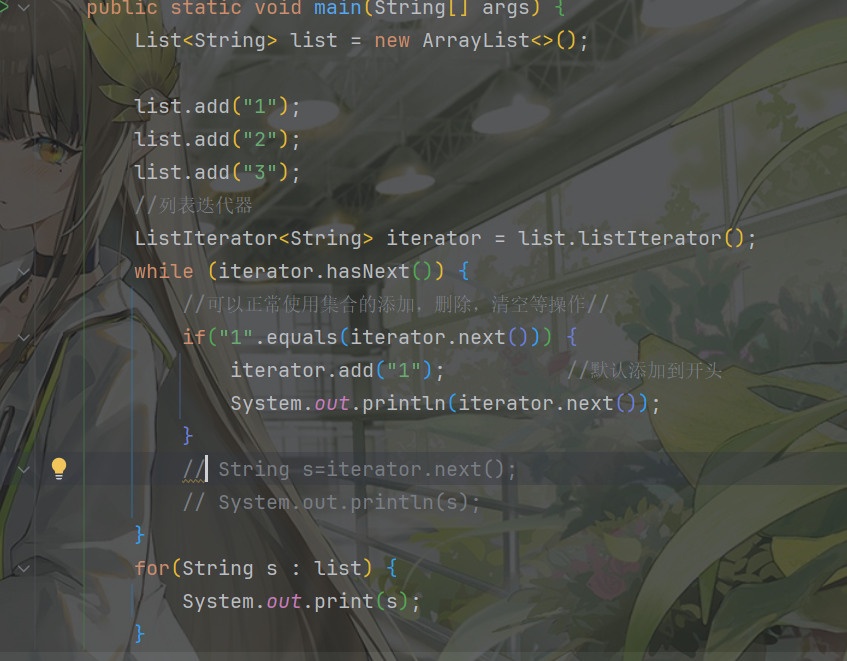 public static void main(String[] args) {
List<String> list = new ArrayList<>();
list.add("1");
list.add("2");
list.add("3");
//列表迭代器
ListIterator<String> iterator = list.listIterator();
while (iterator.hasNext()) {
//可以正常使用集合的添加，删除，清空等操作//
if("1".equals(iterator.next())) {
iterator.add("1"); //默认添加到开头
System.out.println(iterator.next());
}
// String s=iterator.next();
// System.out.println(s);
}
for(String s : list) {
System.out.print(s);
}